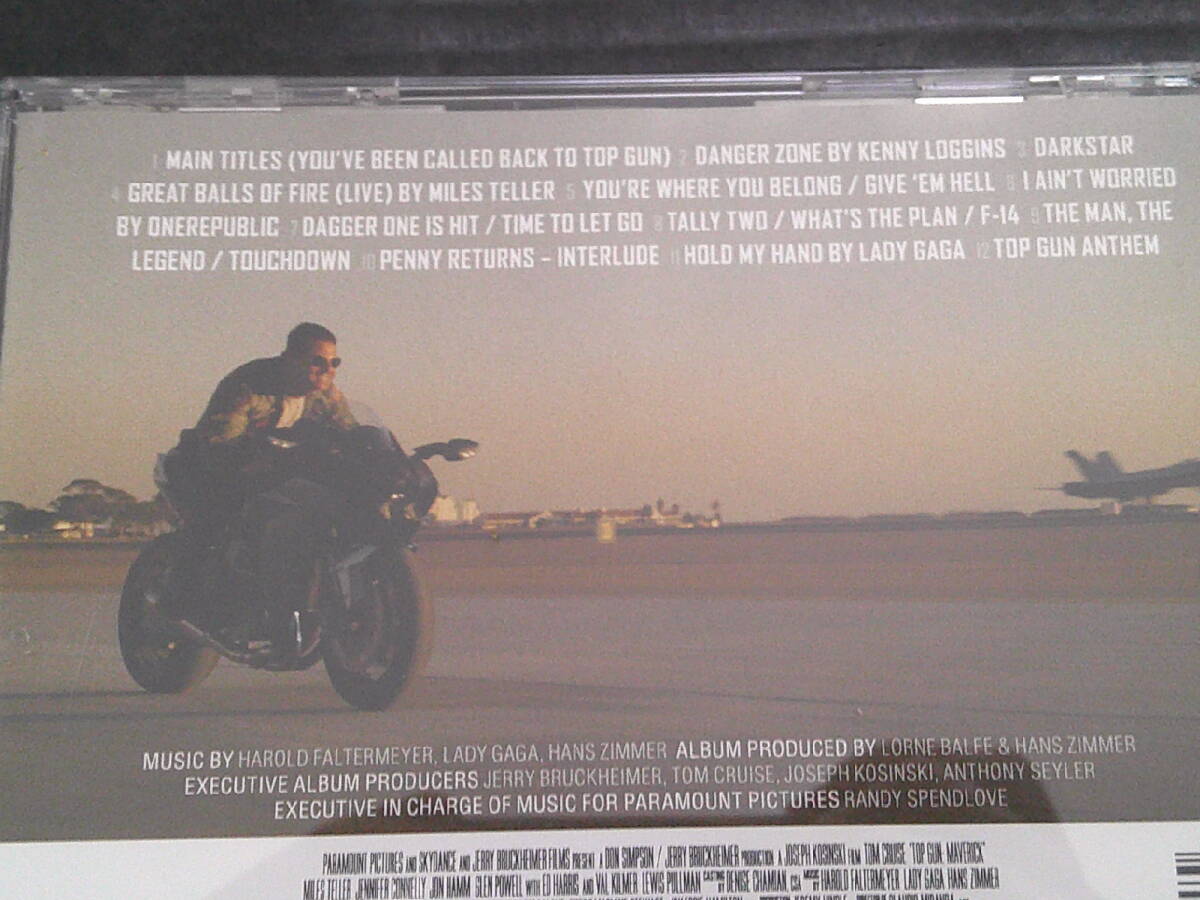 1 MAIN TITLES (YOU'VE BEEN CALLED BACK TO TOP GUN) 2 DANGER ZONE BY KENNY LOGGINS 3 DARKSTAR
4 GREAT BALLS OF FIRE (LIVE) BY MILES TELLER 5 YOU'RE WHERE YOU BELONG / GIVE 'EM HELL 6 I AIN'T WORRIED
BY ONEREPUBLIC 7 DAGGER ONE IS HIT / TIME TO LET GO 8 TALLY TWO / WHAT'S THE PLAN / F-14 9 THE MAN, THE
LEGEND / TOUCHDOWN 10 PENNY RETURNS - INTERLUDE 11 HOLD MY HAND BY LADY GAGA 12 TOP GUN ANTHEM
MUSIC BY HAROLD FALTERMEYER, LADY GAGA, HANS ZIMMER ALBUM PRODUCED BY LORNE BALFE & HANS ZIMMER
EXECUTIVE ALBUM PRODUCERS JERRY BRUCKHEIMER, TOM CRUISE, JOSEPH KOSINSKI, ANTHONY SEYLER
EXECUTIVE IN CHARGE OF MUSIC FOR PARAMOUNT PICTURES RANDY SPENDLOVE
PARAMOUNT PICTURES AND SKYDANCE AND JERRY BRUCKHEIMER FILMS PRESENT A DON SIMPSON / JERRY BRUCKHEIMER PRODUCTION A JOSEPH KOSINSKI FILM TOM CRUISE "TOP GUN: MAVERICK"
MILES TELLER JENNIFER CONNELLY JON HAMM GLEN POWELL WITH ED HARRIS AND VAL KILMER LEWIS PULLMAN CASTING BY DENISE CHAMIAN, CSA MUSIC BY HAROLD FALTERMEYER LADY GAGA HANS ZIMMER